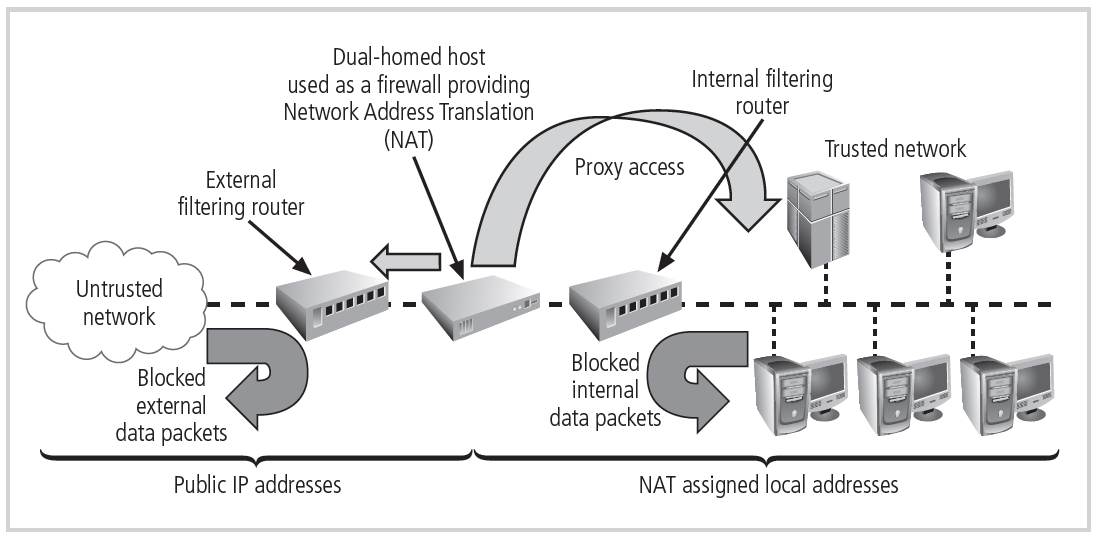 Dual-homed host
used as a firewall providing
Network Address Translation
(NAT)
Internal filtering
router
Proxy access
Trusted network
External
filtering router
Untrusted
network
Blocked
external
data packets
Blocked
internal
data packets
Public IP addresses
NAT assigned local addresses